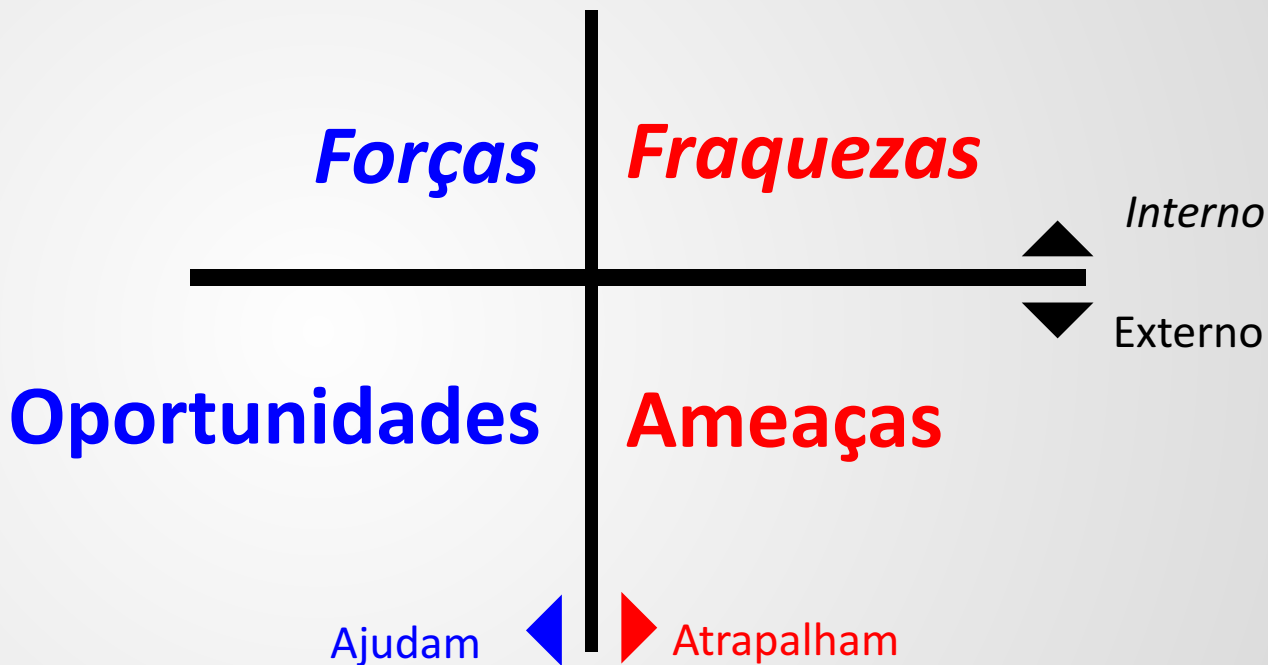 Forças
Fraquezas
Interno
Externo
Oportunidades
Ameaças
Ajudam
Atrapalham